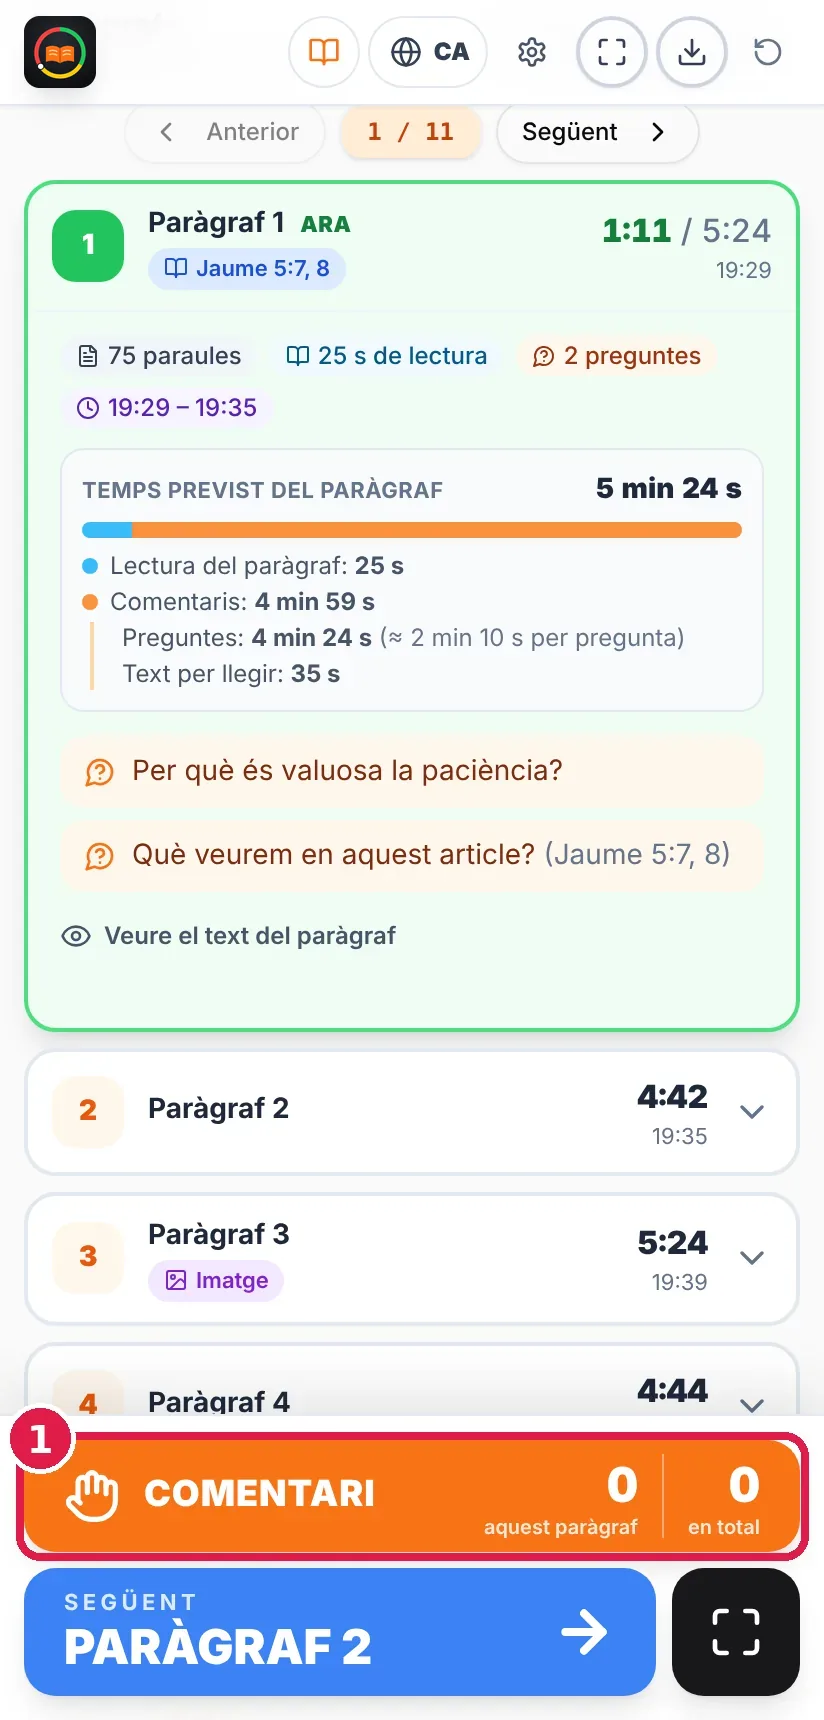 CA
Anterior
1 / 11
Següent
1
Paràgraf 1 ARA
1:11 / 5:24
Jaume 5:7, 8
19:29
75 paraules
25 s de lectura
2 preguntes
19:29 – 19:35
TEMPS PREVIST DEL PARÀGRAF
5 min 24 s
Lectura del paràgraf: 25 s
Comentaris: 4 min 59 s
Preguntes: 4 min 24 s (≈ 2 min 10 s per pregunta)
Text per llegir: 35 s
Per què és valuosa la paciència?
Què veurem en aquest article? (Jaume 5:7, 8)
Veure el text del paràgraf
2
Paràgraf 2
4:42
19:35
3
Paràgraf 3
5:24
Imatge
19:39
4
Paràgraf 4
4:44
1
COMENTARI
0
aquest paràgraf
0
en total
SEGÜENT
PARÀGRAF 2